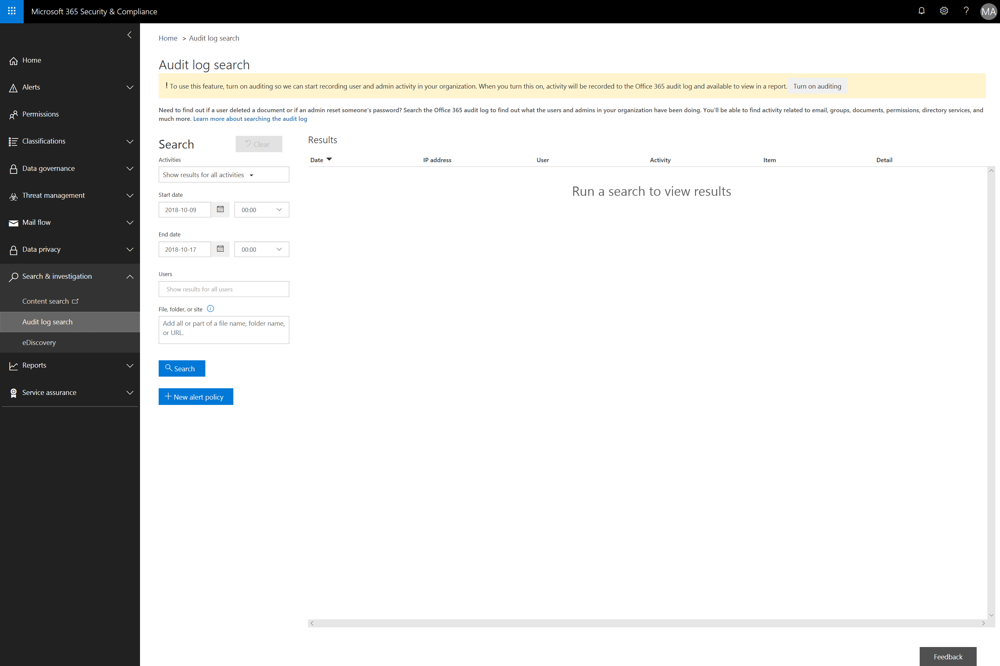 Microsoft 365 Security & Compliance
MA
Home
Alerts
Permissions
Classifications
Data governance
Threat management
Mail flow
Data privacy
Search & investigation
Content search
Audit log search
eDiscovery
Reports
Service assurance
Home > Audit log search
Audit log search
! To use this feature, turn on auditing so we can start recording user and admin activity in your organization. When you turn this on, activity will be recorded to the Office 365 audit log and available to view in a report. Turn on auditing
Need to find out if a user deleted a document or if an admin reset someone's password? Search the Office 365 audit log to find out what the users and admins in your organization have been doing. You'll be able to find activity related to email, groups, documents, permissions, directory services, and
much more. Learn more about searching the audit log
Search
Clear
Activities
Show results for all activities
Start date
2018-10-09 00:00
End date
2018-10-17 00:00
Users
Show results for all users
File, folder, or site
Add all or part of a file name, folder name,
or URL.
Search
New alert policy
Results
Date IP address User Activity Item Detail
Run a search to view results
Feedback